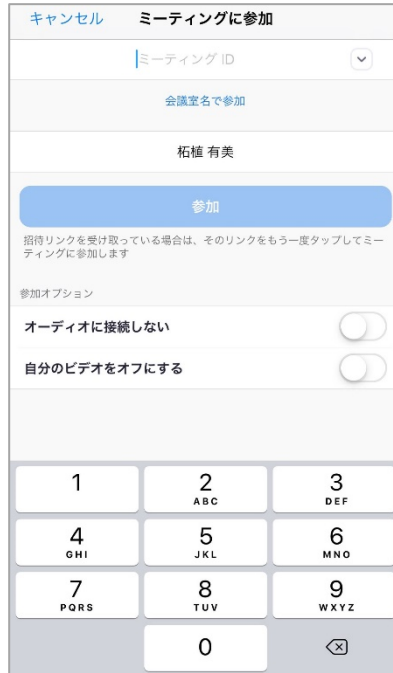 キャンセル ミーティングに参加
ミーティング ID
会議室名で参加
柘植 有美
参加
招待リンクを受け取っている場合は、そのリンクをもう一度タップしてミー
ティングに参加します
参加オプション
オーディオに接続しない
自分のビデオをオフにする
1 2 3
ABC DEF
4 5 6
GHI JKL MNO
7 8 9
PQRS TUV WXYZ
0